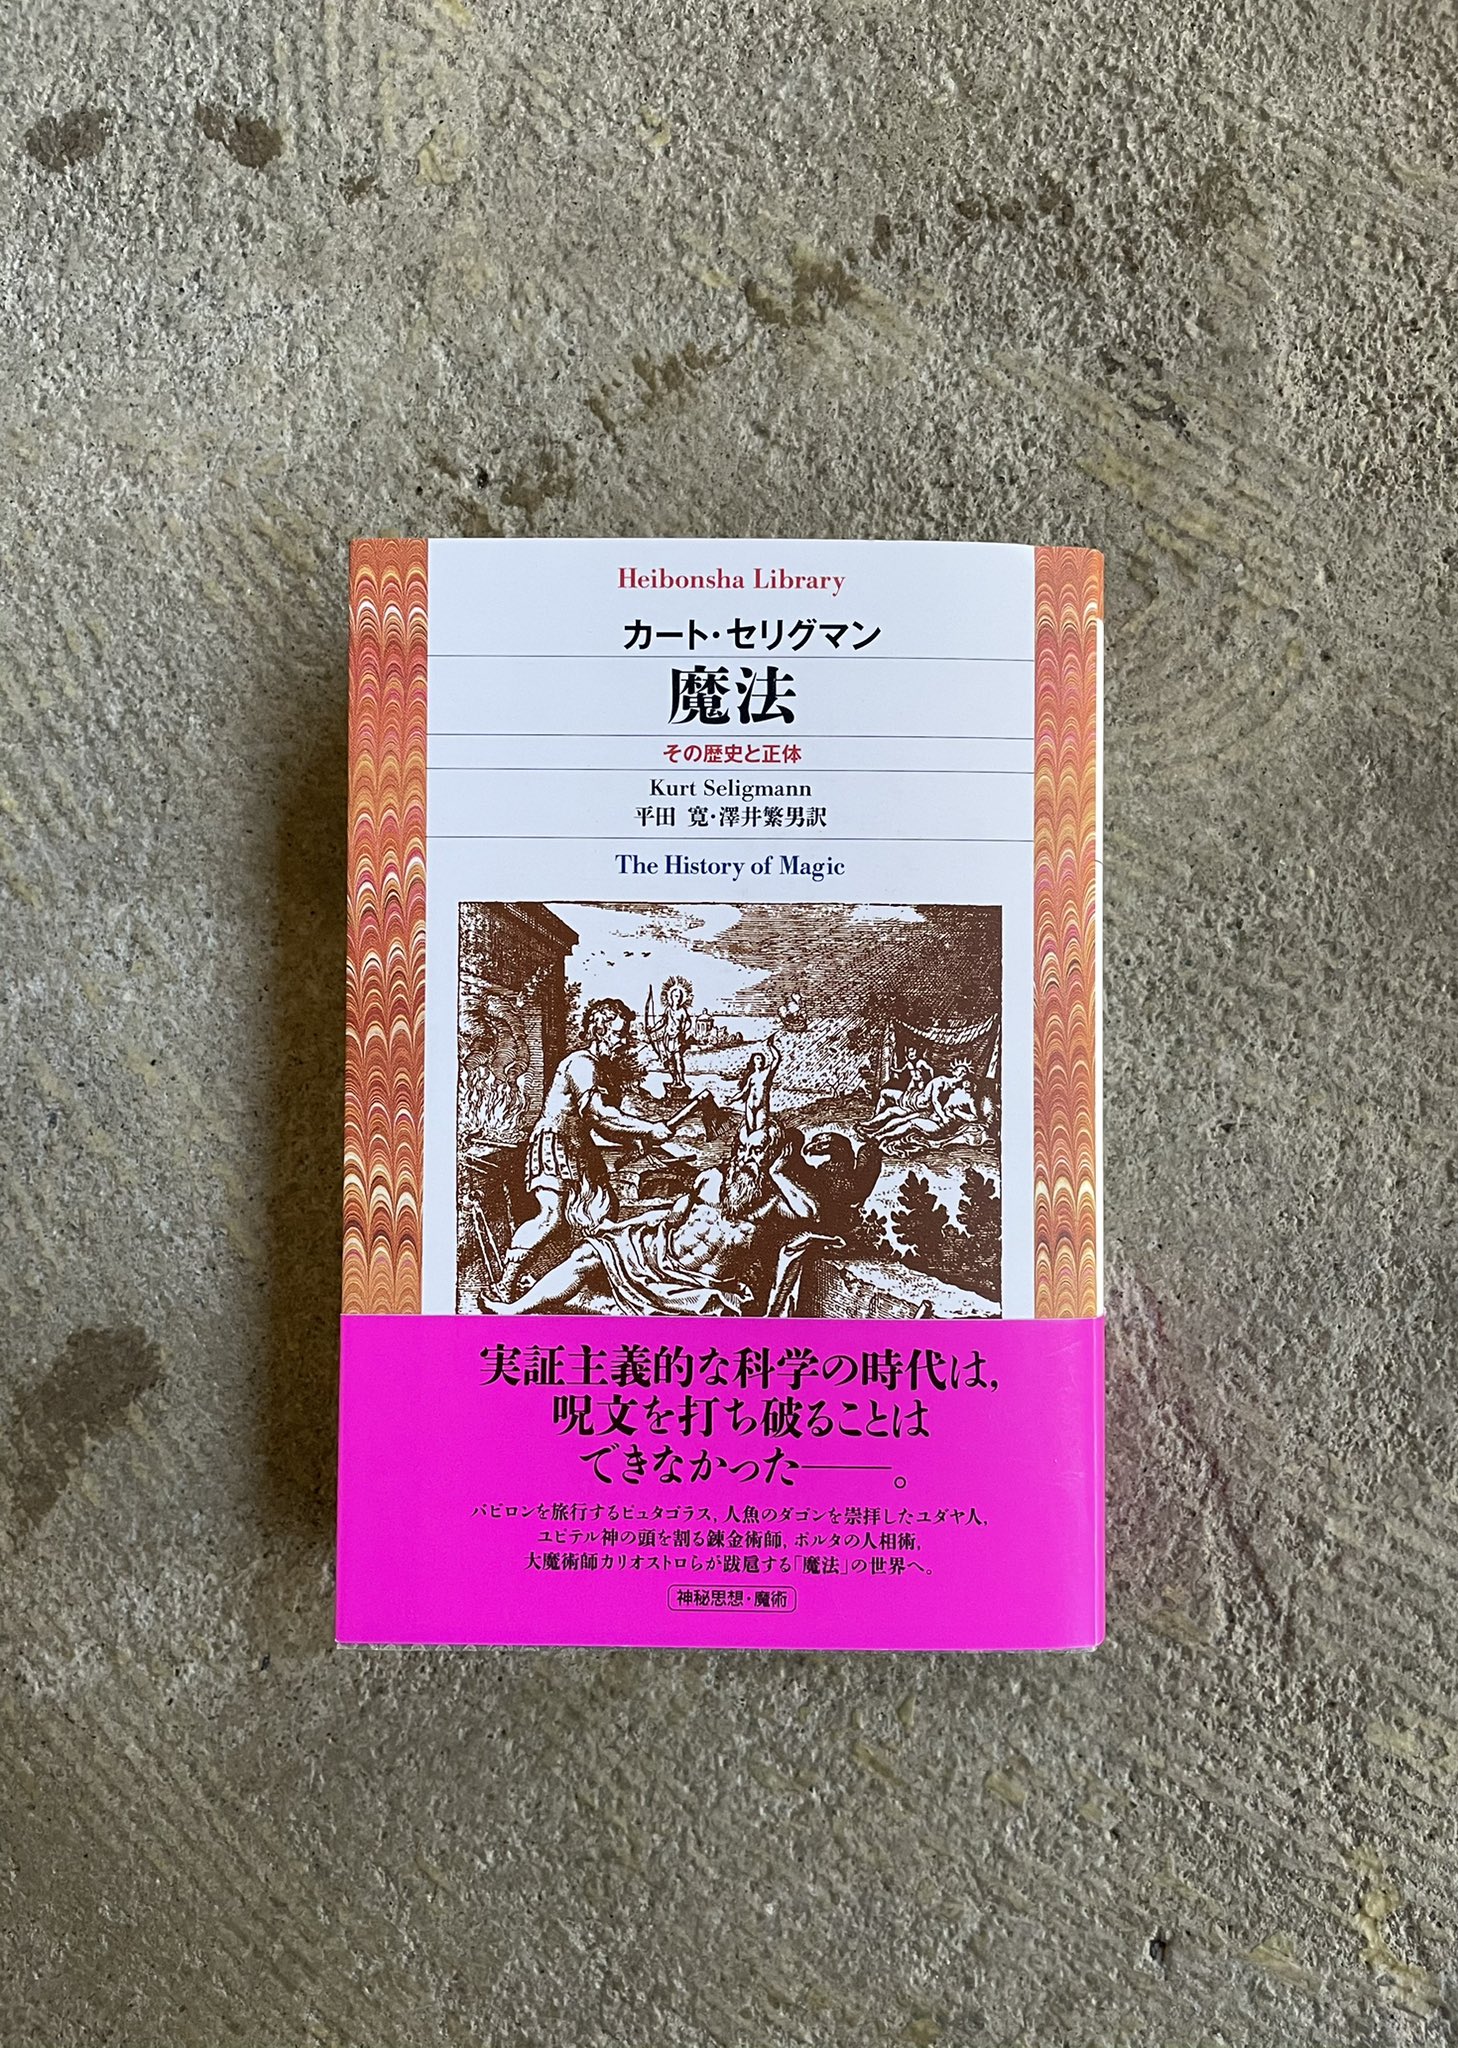 Heibonsha Library
カート・セリグマン
魔法
その歴史と正体
Kurt Seligmann
平田 寛・澤井繁男訳
The History of Magic
実証主義的な科学の時代は,
呪文を打ち破ることは
できなかった――。
バビロンを旅行するピュタゴラス, 人魚のダゴンを崇拝したユダヤ人,
ユピテル神の頭を割る錬金術師, ポルタの人相術,
大魔術師カリオストロらが跋扈する「魔法」の世界へ。
神秘思想・魔術